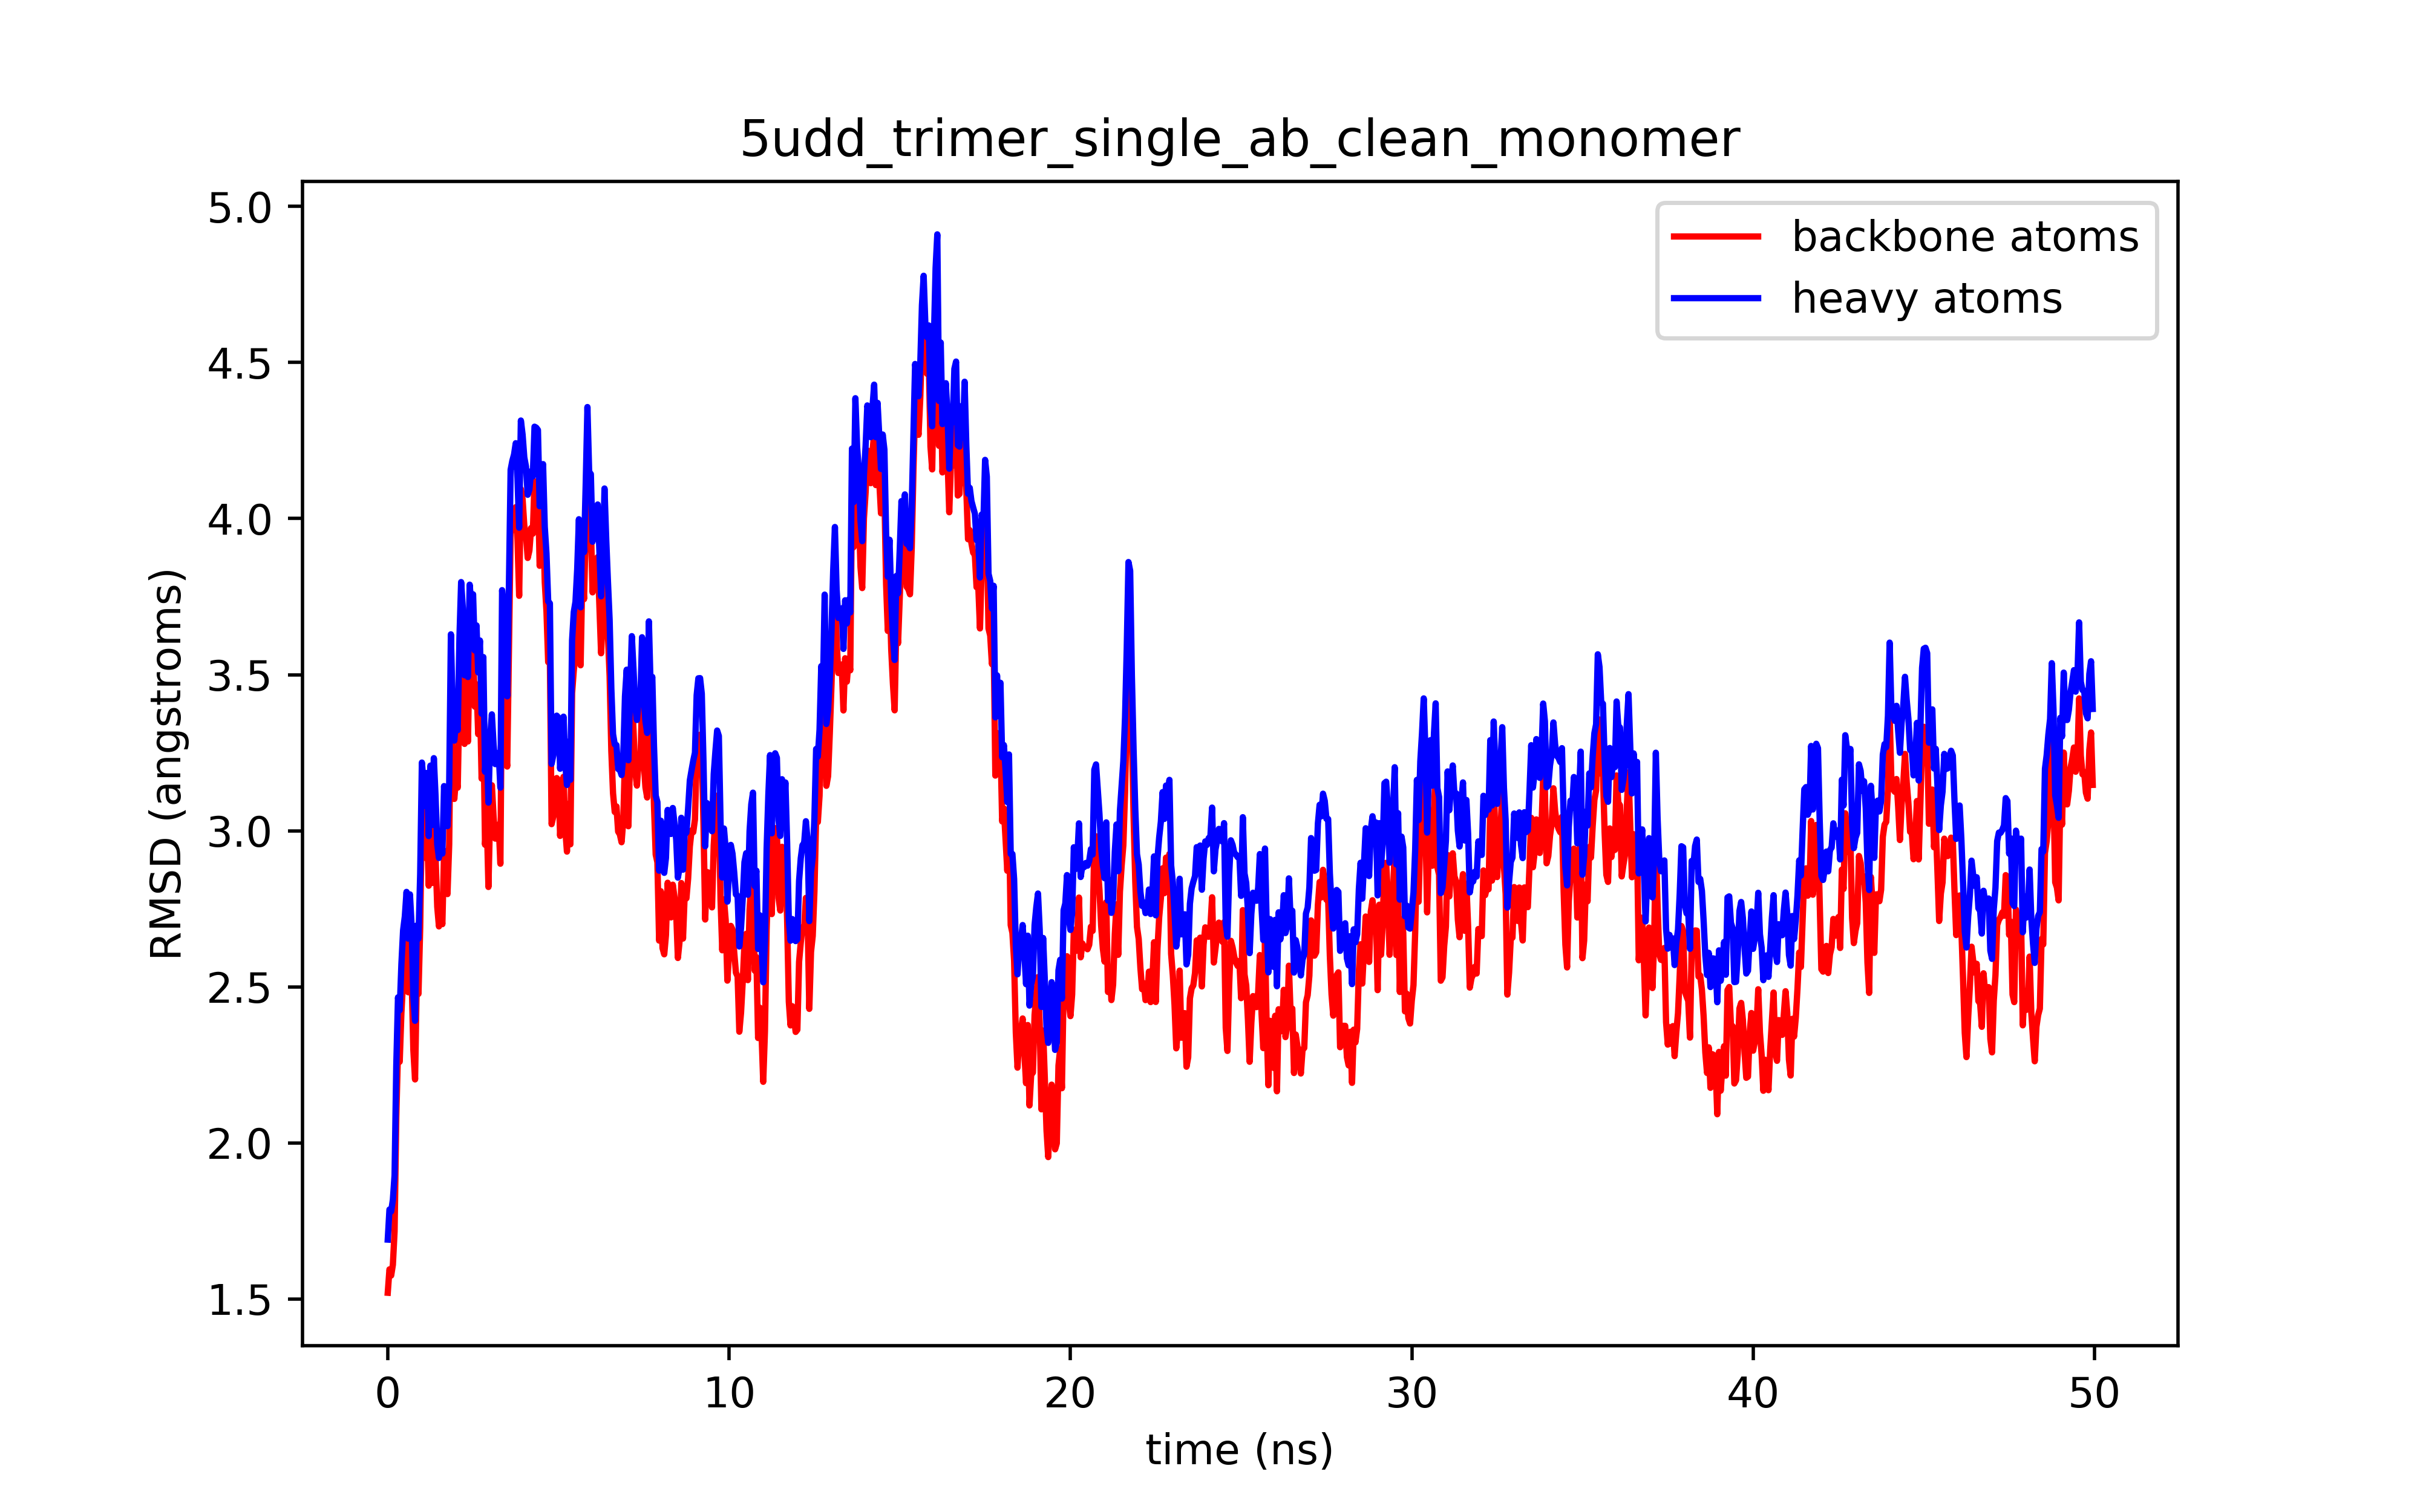 5udd_trimer_single_ab_clean_monomer
backbone atoms
heavy atoms
RMSD (angstroms)
5.0
4.5
4.0
3.5
3.0
2.5
2.0
1.5
0 10 20 30 40 50
time (ns)